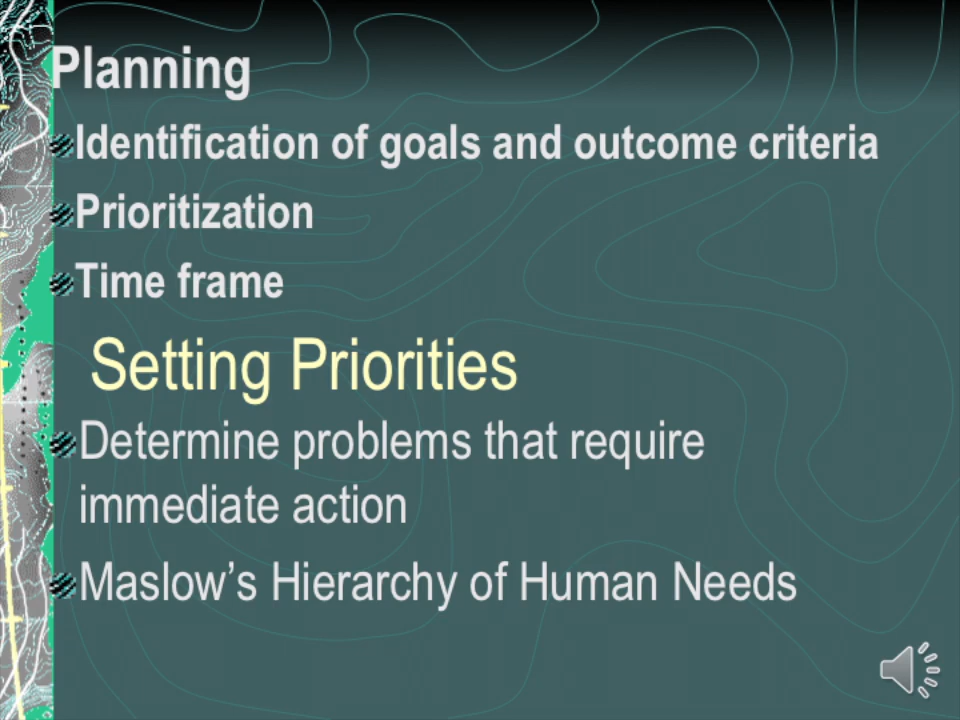 Planning
Identification of goals and outcome criteria
Prioritization
Time frame
Setting Priorities
Determine problems that require
immediate action
Maslow’s Hierarchy of Human Needs